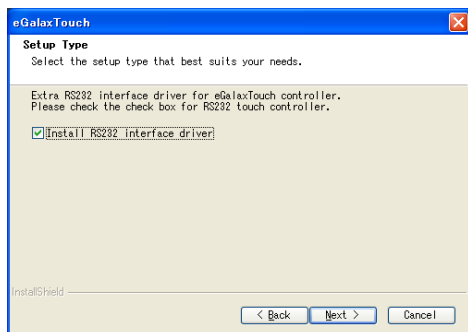 eGalaxTouch
Setup Type
Select the setup type that best suits your needs.
Extra RS232 interface driver for eGalaxTouch controller.
Please check the check box for RS232 touch controller.
Install RS232 interface driver
InstallShield
< Back
Next >
Cancel